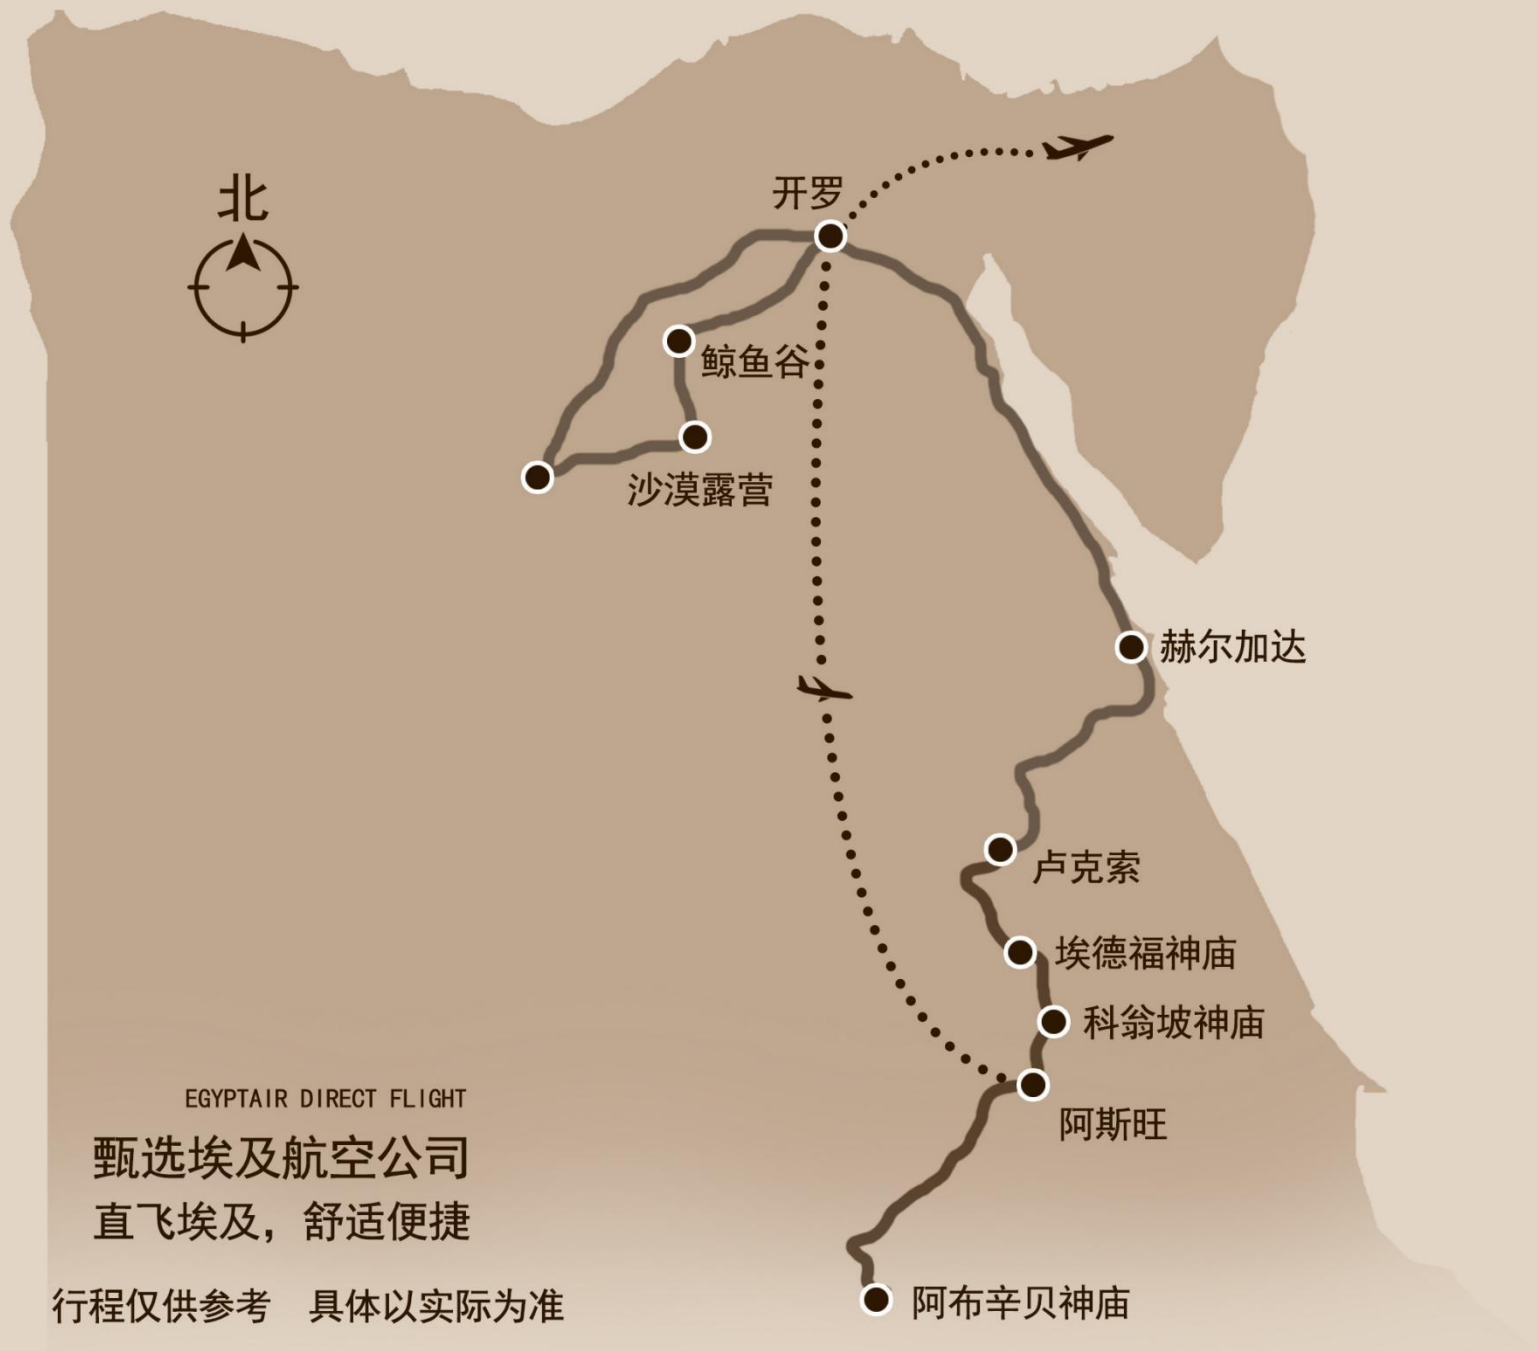 北
开罗
鲸鱼谷
沙漠露营
赫尔加达
卢克索
埃德福神庙
科翁坡神庙
阿斯旺
阿布辛贝神庙
EGYPTAIR DIRECT FLIGHT
甄选埃及航空公司
直飞埃及，舒适便捷
行程仅供参考　具体以实际为准